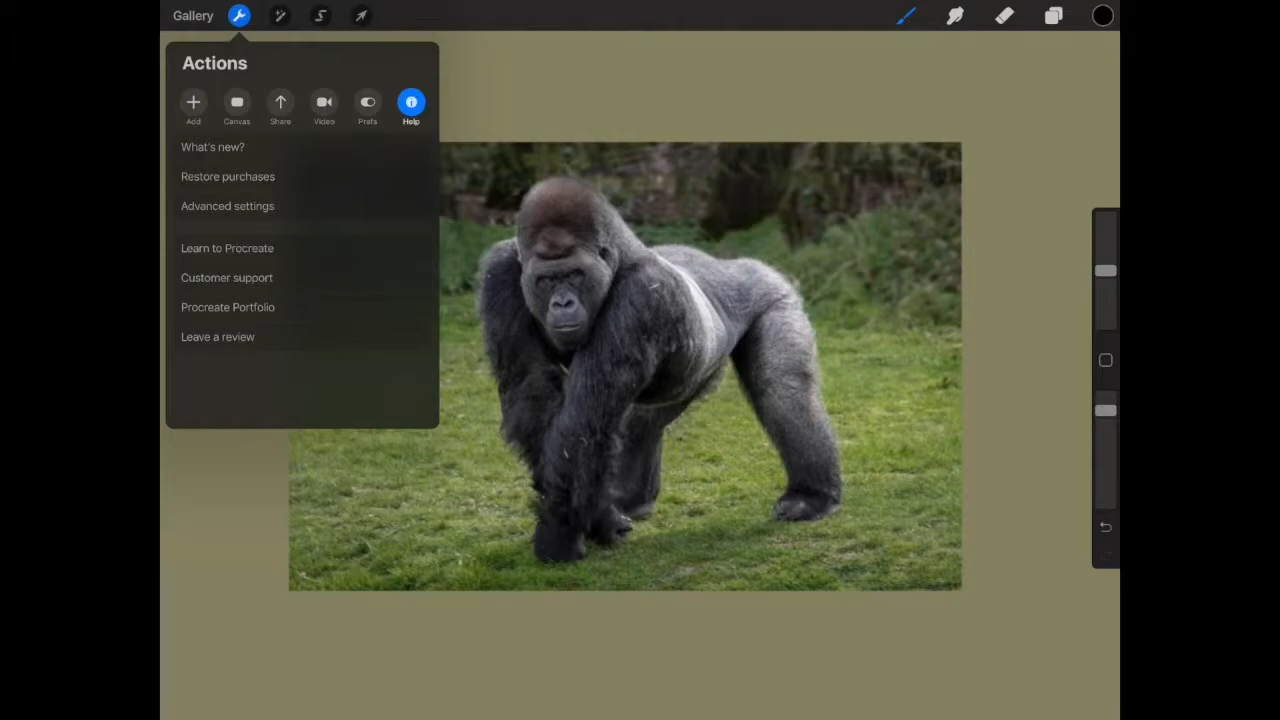 Gallery
Actions
Add Canvas Share Video Prefs Help
What's new?
Restore purchases
Advanced settings
Learn to Procreate
Customer support
Procreate Portfolio
Leave a review